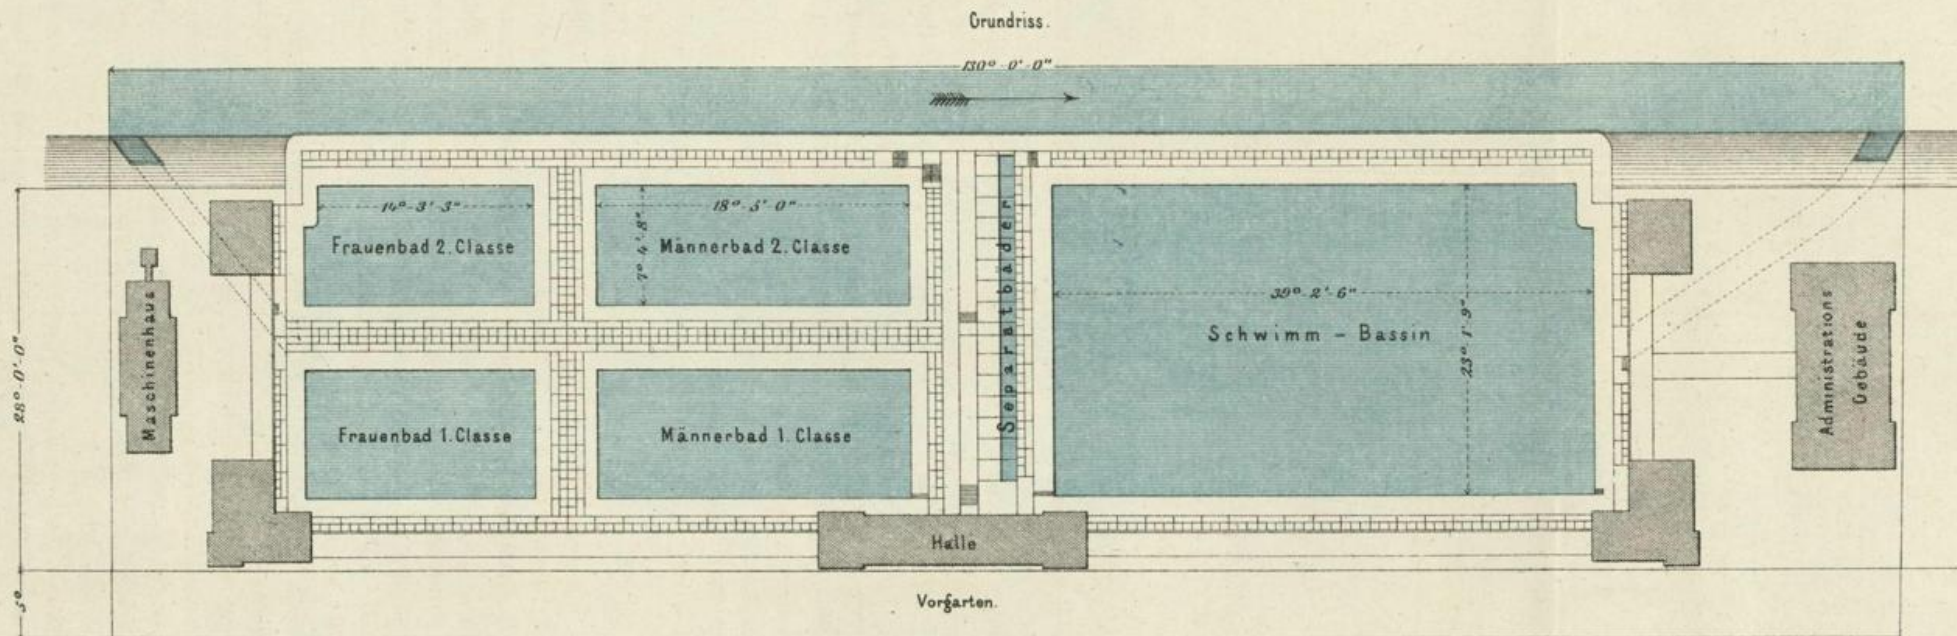 Grundriss.
130°-0'-0"
14°-3'-3"
18°-5'-0"
Frauenbad 2. Classe
7°-4'-8"
Männerbad 2. Classe
Separatbäder
39°-2'-6"
Schwimm - Bassin
23°-1'-9"
Maschinenhaus
28°-0'-0"
Administrations
Gebäude
Frauenbad 1. Classe
Männerbad 1. Classe
Halle
5°
Vorgarten.